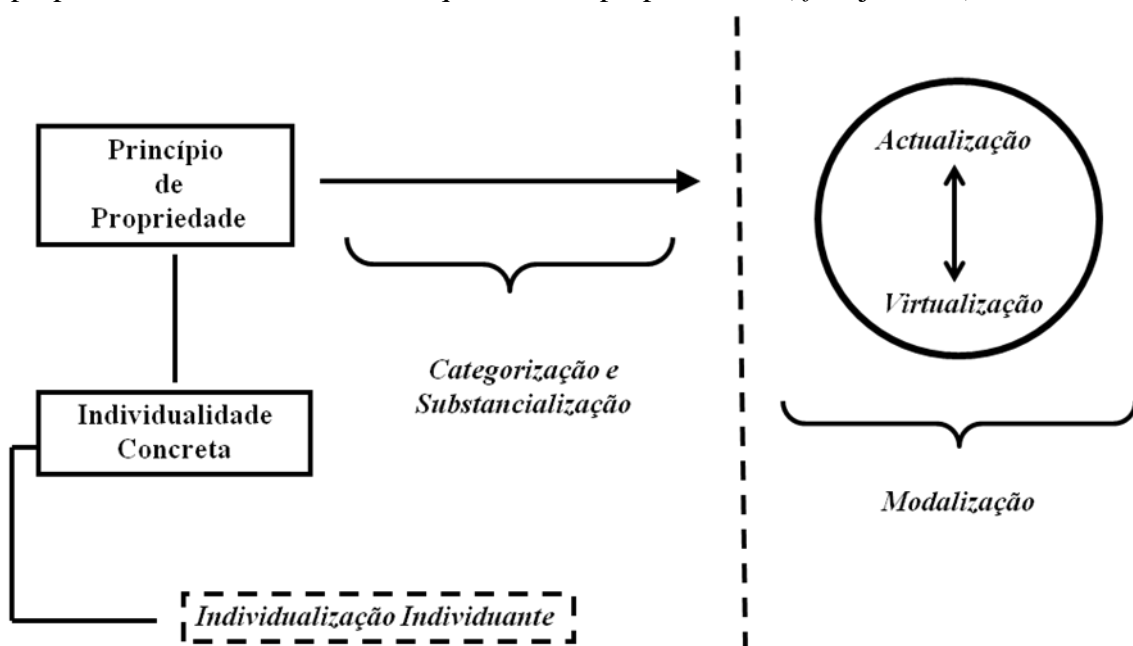 Princípio
de
Propriedade
Actualização
Virtualização
Categorização e
Substancialização
Individualidade
Concreta
Modalização
Individualização Individuante